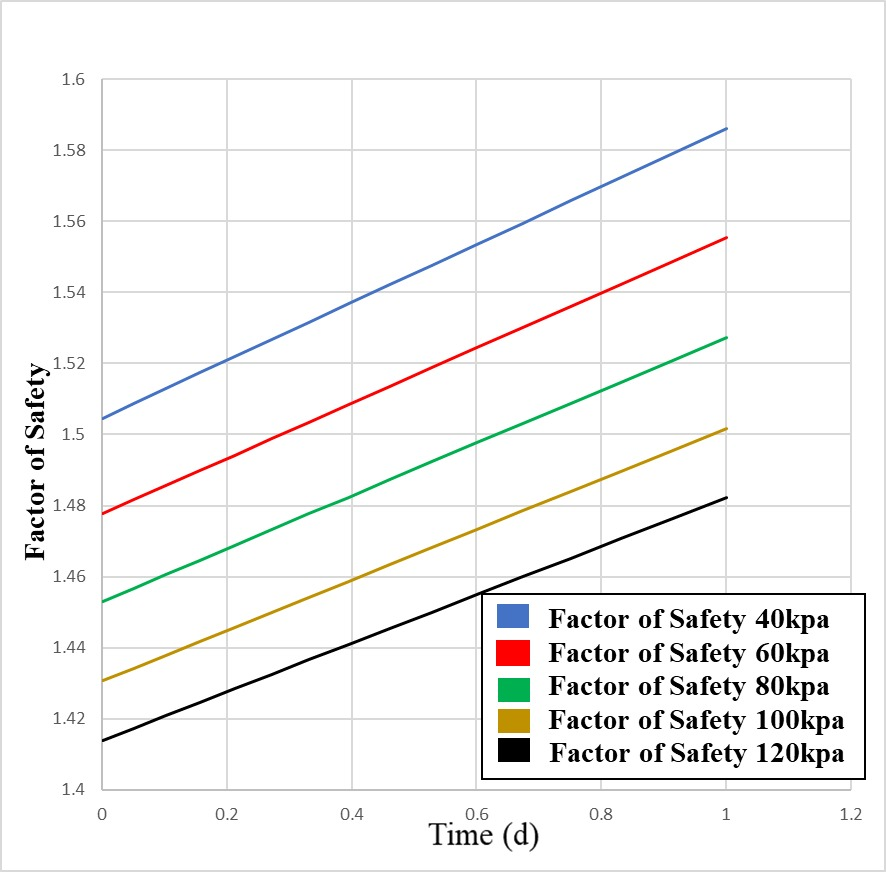 1.6
1.58
1.56
1.54
1.52
1.5
1.48
1.46
1.44
1.42
1.4
Factor of Safety
0 0.2 0.4 0.6 0.8 1 1.2
Time (d)
Factor of Safety 40kpa
Factor of Safety 60kpa
Factor of Safety 80kpa
Factor of Safety 100kpa
Factor of Safety 120kpa